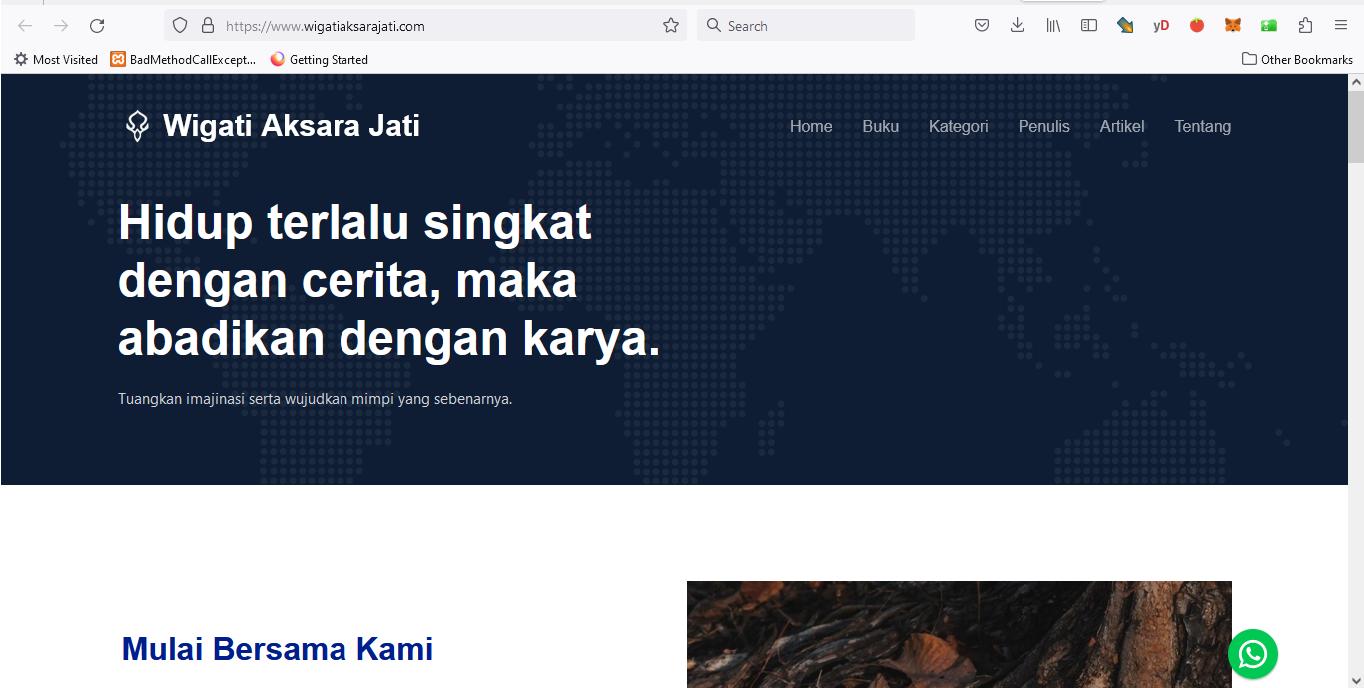 https://www.wigatiaksarajati.com
Search
yD
Most Visited
BadMethodCallExcept...
Getting Started
Other Bookmarks
Wigati Aksara Jati
Home
Buku
Kategori
Penulis
Artikel
Tentang
Hidup terlalu singkat
dengan cerita, maka
abadikan dengan karya.
Tuangkan imajinasi serta wujudkan mimpi yang sebenarnya.
Mulai Bersama Kami